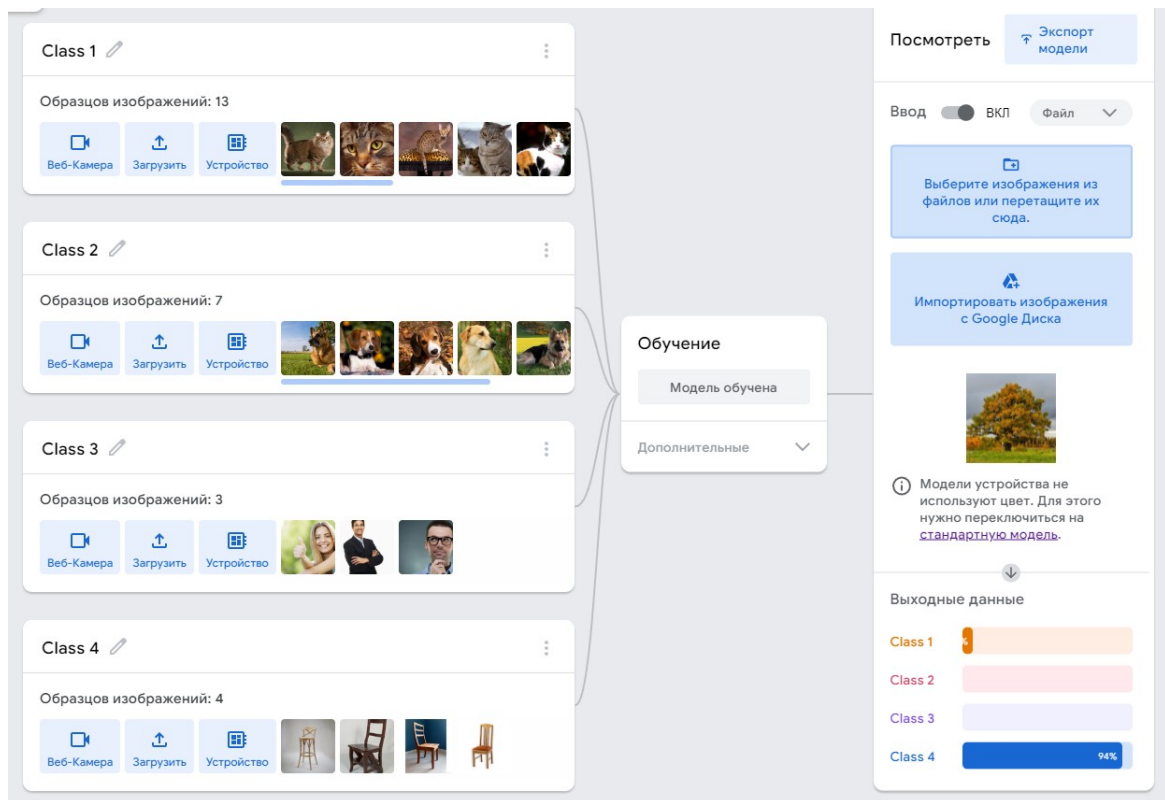 Class 1
Образцов изображений: 13
Веб-Камера
Загрузить
Устройство
Class 2
Образцов изображений: 7
Веб-Камера
Загрузить
Устройство
Class 3
Образцов изображений: 3
Веб-Камера
Загрузить
Устройство
Class 4
Образцов изображений: 4
Веб-Камера
Загрузить
Устройство
Обучение
Модель обучена
Дополнительные
Посмотреть
Экспорт
модели
Ввод
ВКЛ
Файл
Выберите изображения из
файлов или перетащите их
сюда.
Импортировать изображения
с Google Диска
Модели устройства не
используют цвет. Для этого
нужно переключиться на
стандартную модель.
Выходные данные
Class 1
Class 2
Class 3
Class 4
94%